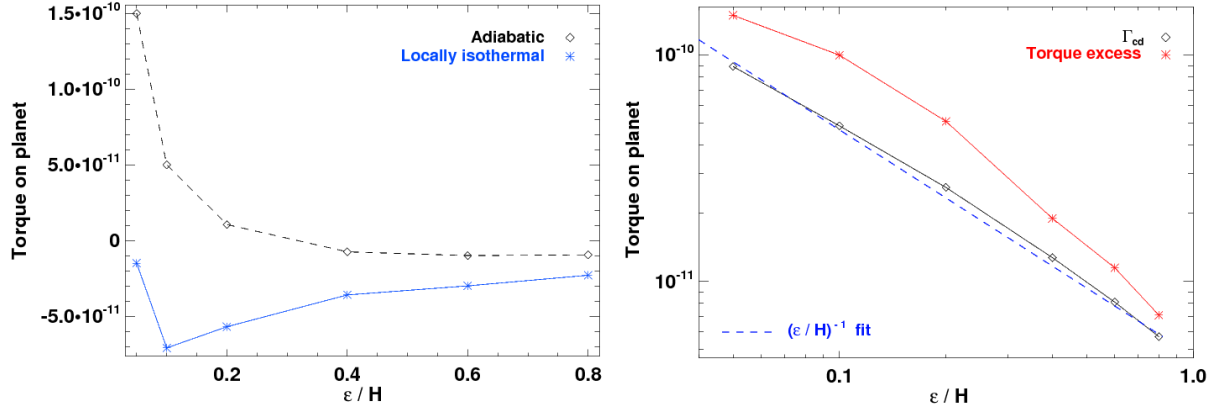 1.5•10⁻¹⁰
1.0•10⁻¹⁰
5.0•10⁻¹¹
0
-5.0•10⁻¹¹
Torque on planet
Adiabatic
Locally isothermal
0.2 0.4 0.6 0.8
ε / H
10⁻¹⁰
10⁻¹¹
Torque on planet
Γcd
Torque excess
(ε / H)⁻¹ fit
0.1 1.0
ε / H